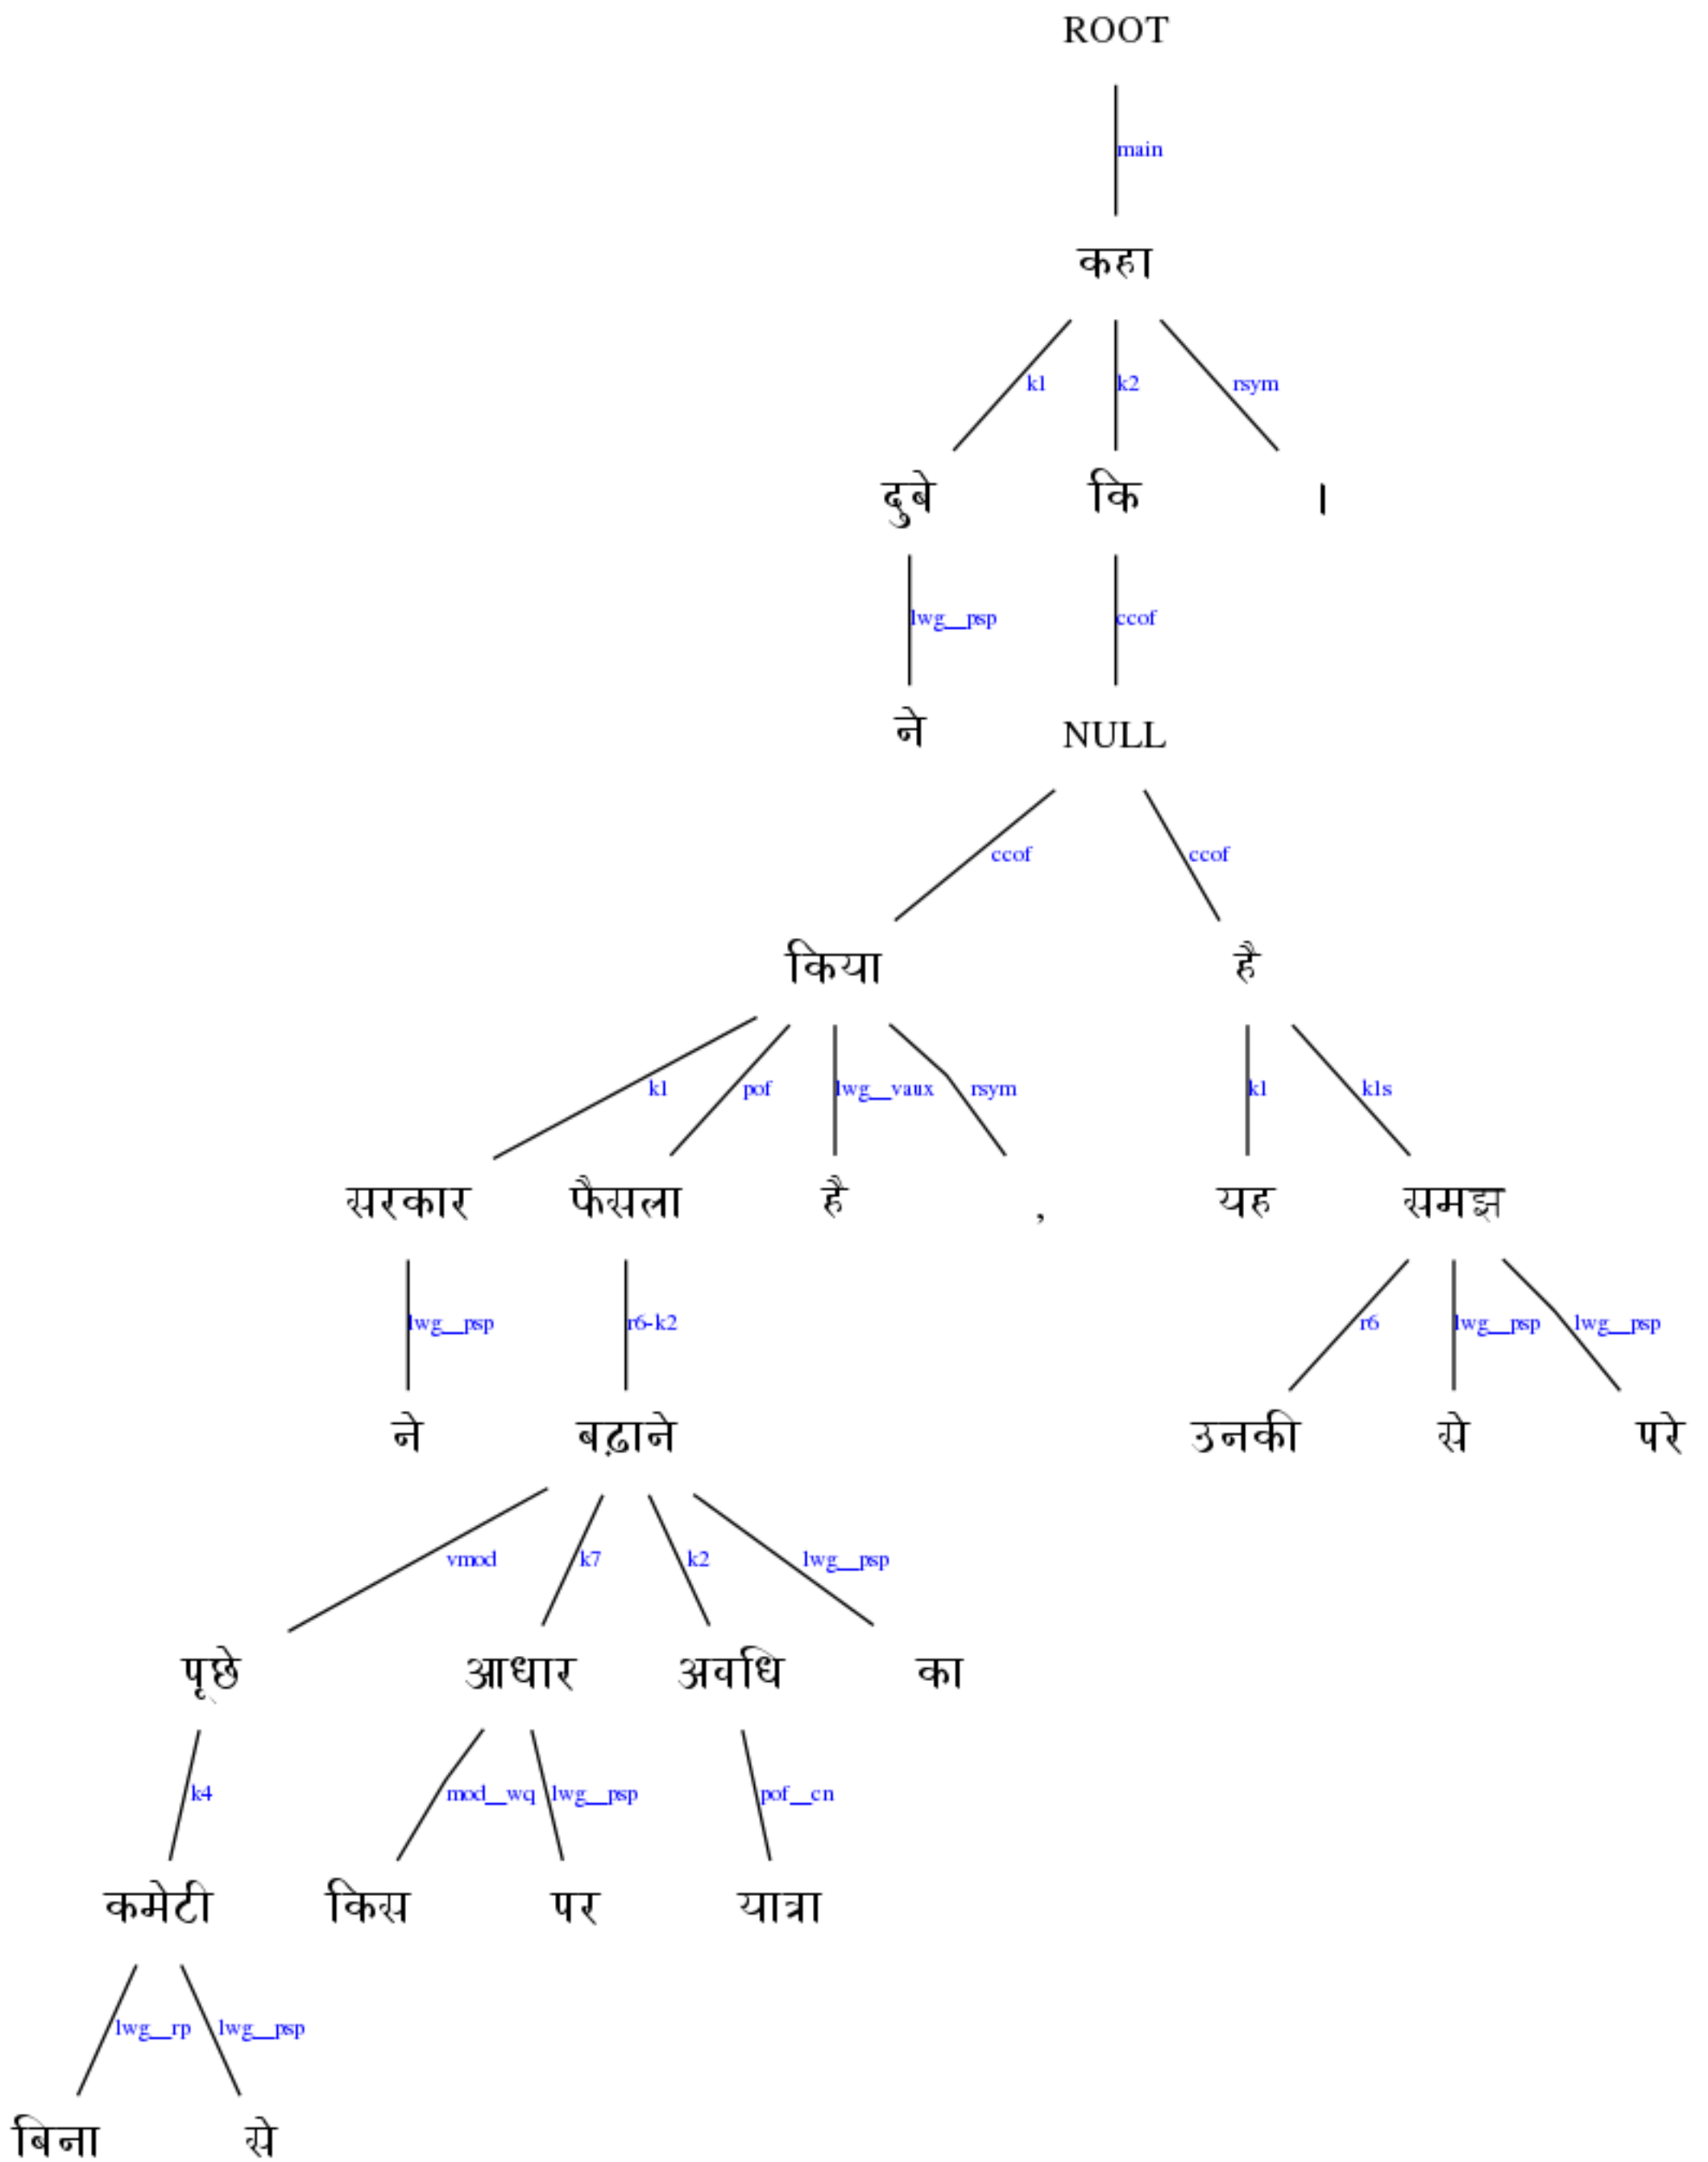 ROOT
main
कहा
k1 k2 rsym
दुबे कि ।
lwg__psp ccof
ने NULL
ccof ccof
किया है
k1 pof lwg__vaux rsym k1 k1s
सरकार फैसला है , यह समझ
lwg__psp r6-k2 r6 lwg__psp lwg__psp
ने बढ़ाने उनकी से परे
vmod k7 k2 lwg__psp
पूछे आधार अवधि का
k4 mod__wq lwg__psp pof__cn
कमेटी किस पर यात्रा
lwg__rp lwg__psp
बिना से